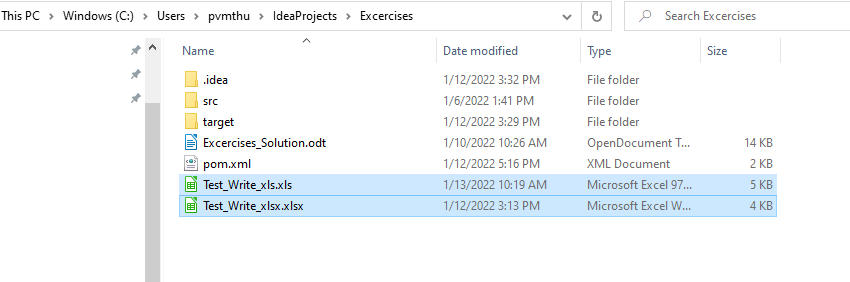 This PC > Windows (C:) > Users > pvmthu > IdeaProjects > Excercises Search Excercises
Name Date modified Type Size
.idea 1/12/2022 3:32 PM File folder
src 1/6/2022 1:41 PM File folder
target 1/12/2022 3:29 PM File folder
Excercises_Solution.odt 1/10/2022 10:26 AM OpenDocument T... 14 KB
pom.xml 1/12/2022 5:16 PM XML Document 2 KB
Test_Write_xls.xls 1/13/2022 10:19 AM Microsoft Excel 97... 5 KB
Test_Write_xlsx.xlsx 1/12/2022 3:13 PM Microsoft Excel W... 4 KB